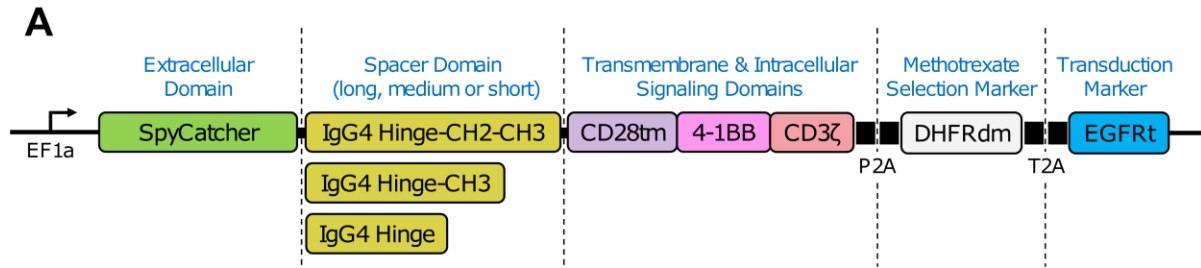 A
Extracellular
Domain
Spacer Domain
(long, medium or short)
Transmembrane & Intracellular
Signaling Domains
Methotrexate
Selection Marker
Transduction
Marker
EF1a
SpyCatcher
IgG4 Hinge-CH2-CH3
CD28tm
4-1BB
CD3ζ
P2A
DHFRdm
T2A
EGFRt
IgG4 Hinge-CH3
IgG4 Hinge